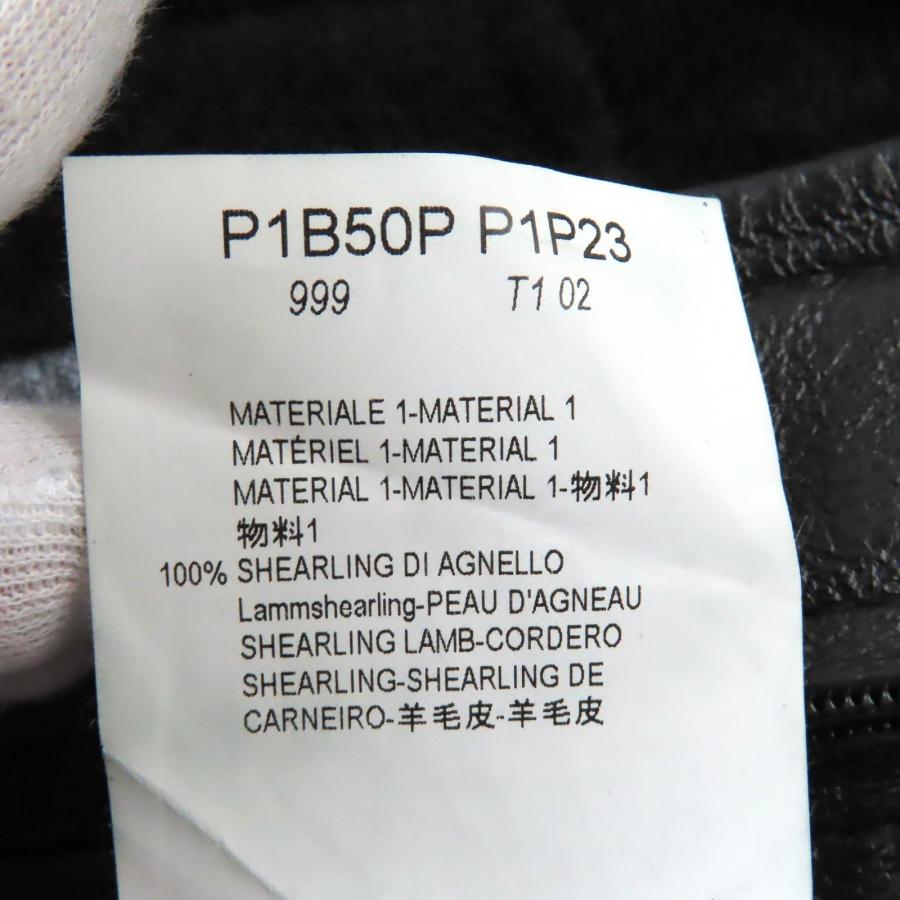 P1B50P P1P23
999 T1 02
MATERIALE 1-MATERIAL 1
MATÉRIEL 1-MATERIAL 1
MATERIAL 1-MATERIAL 1-物料1
物料1
100% SHEARLING DI AGNELLO
Lammshearling-PEAU D'AGNEAU
SHEARLING LAMB-CORDERO
SHEARLING-SHEARLING DE
CARNEIRO-羊毛皮-羊毛皮